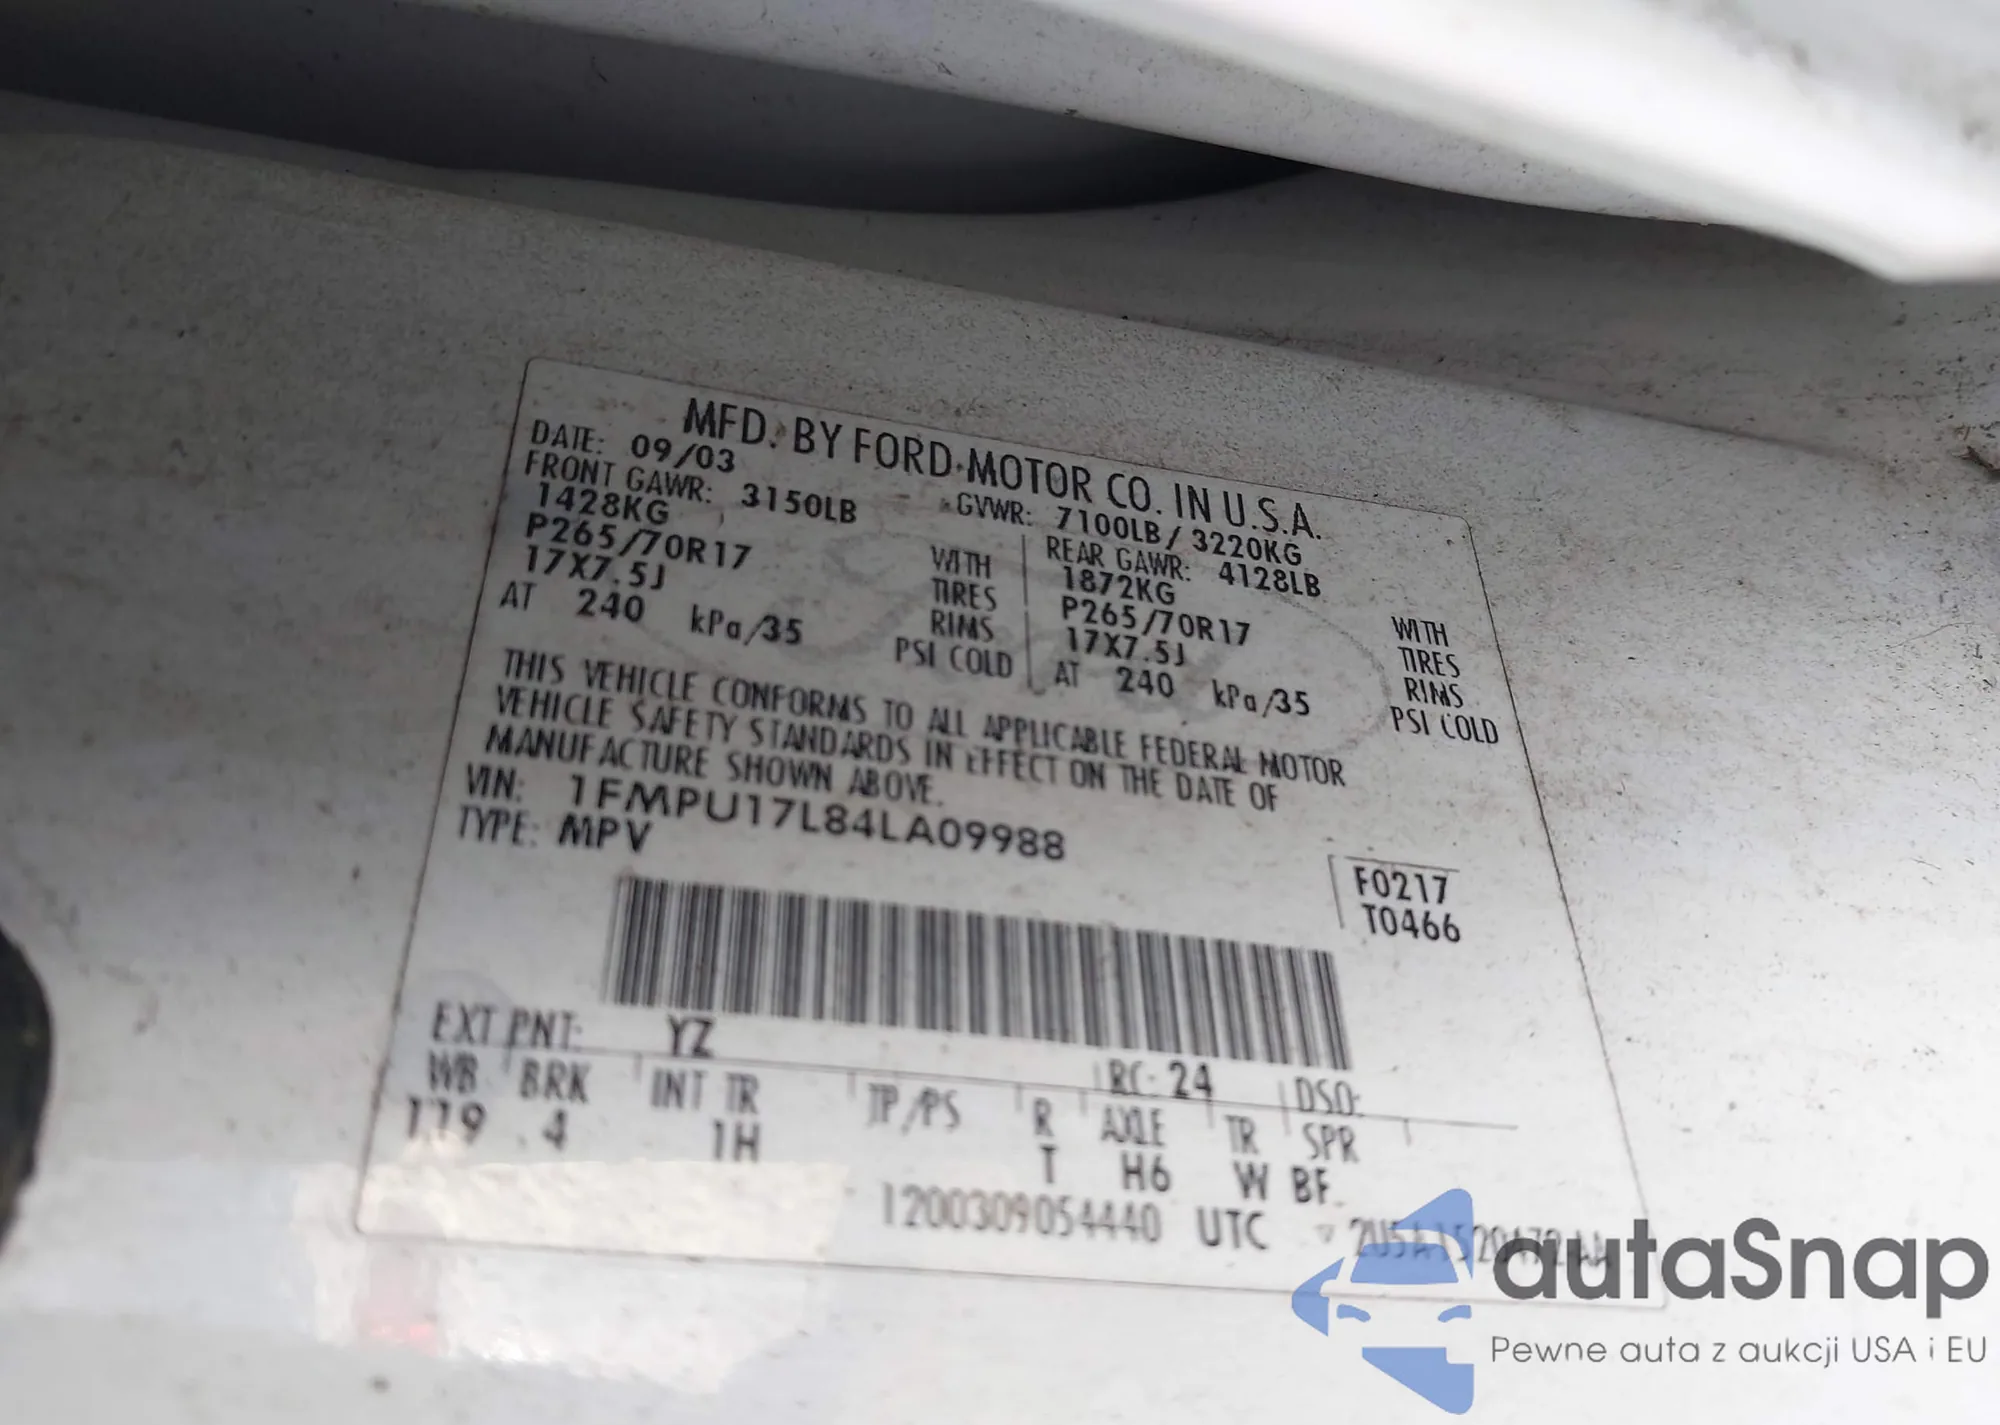 MFD. BY FORD MOTOR CO. IN U.S.A.
DATE: 09/03 GVWR: 7100LB / 3220KG
FRONT GAWR: 3150LB REAR GAWR: 4128LB
1428KG WITH 1872KG WITH
P265/70R17 TIRES P265/70R17 TIRES
17X7.5J RIMS 17X7.5J RIMS
AT 240 kPa/35 PSI COLD AT 240 kPa/35 PSI COLD
THIS VEHICLE CONFORMS TO ALL APPLICABLE FEDERAL MOTOR
VEHICLE SAFETY STANDARDS IN EFFECT ON THE DATE OF
MANUFACTURE SHOWN ABOVE.
VIN: 1FMPU17L84LA09988
TYPE: MPV
F0217
T0466
EXT PNT: YZ RC: 24 DSO:
WB BRK INT TR TP/PS R AXLE TR SPR
119 4 1H T H6 W BF
1200309054440 UTC
autaSnap
Pewne auta z aukcji USA i EU